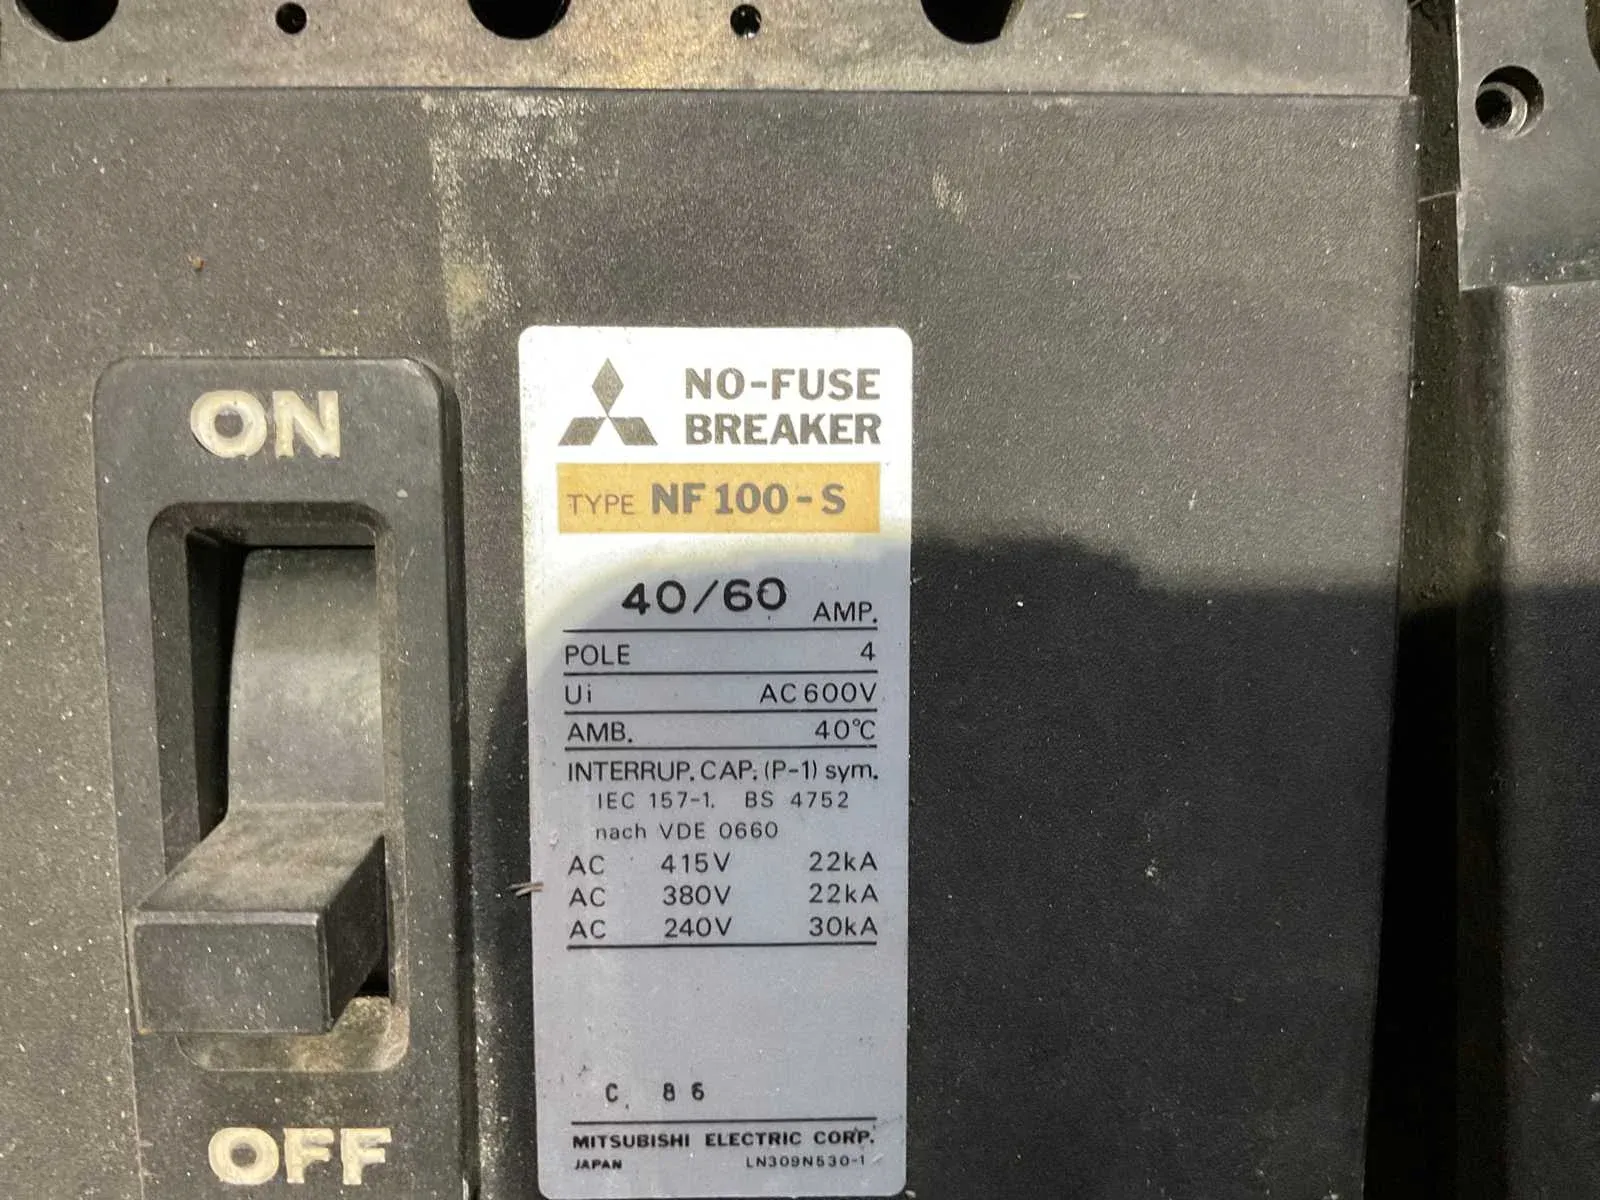 ON
OFF
NO-FUSE
BREAKER
TYPE NF100-S
40/60 AMP.
POLE 4
Ui AC600V
AMB. 40℃
INTERRUP. CAP. (P-1) sym.
IEC 157-1. BS 4752
nach VDE 0660
AC 415V 22kA
AC 380V 22kA
AC 240V 30kA
C. 86
MITSUBISHI ELECTRIC CORP.
JAPAN LN309N530-1